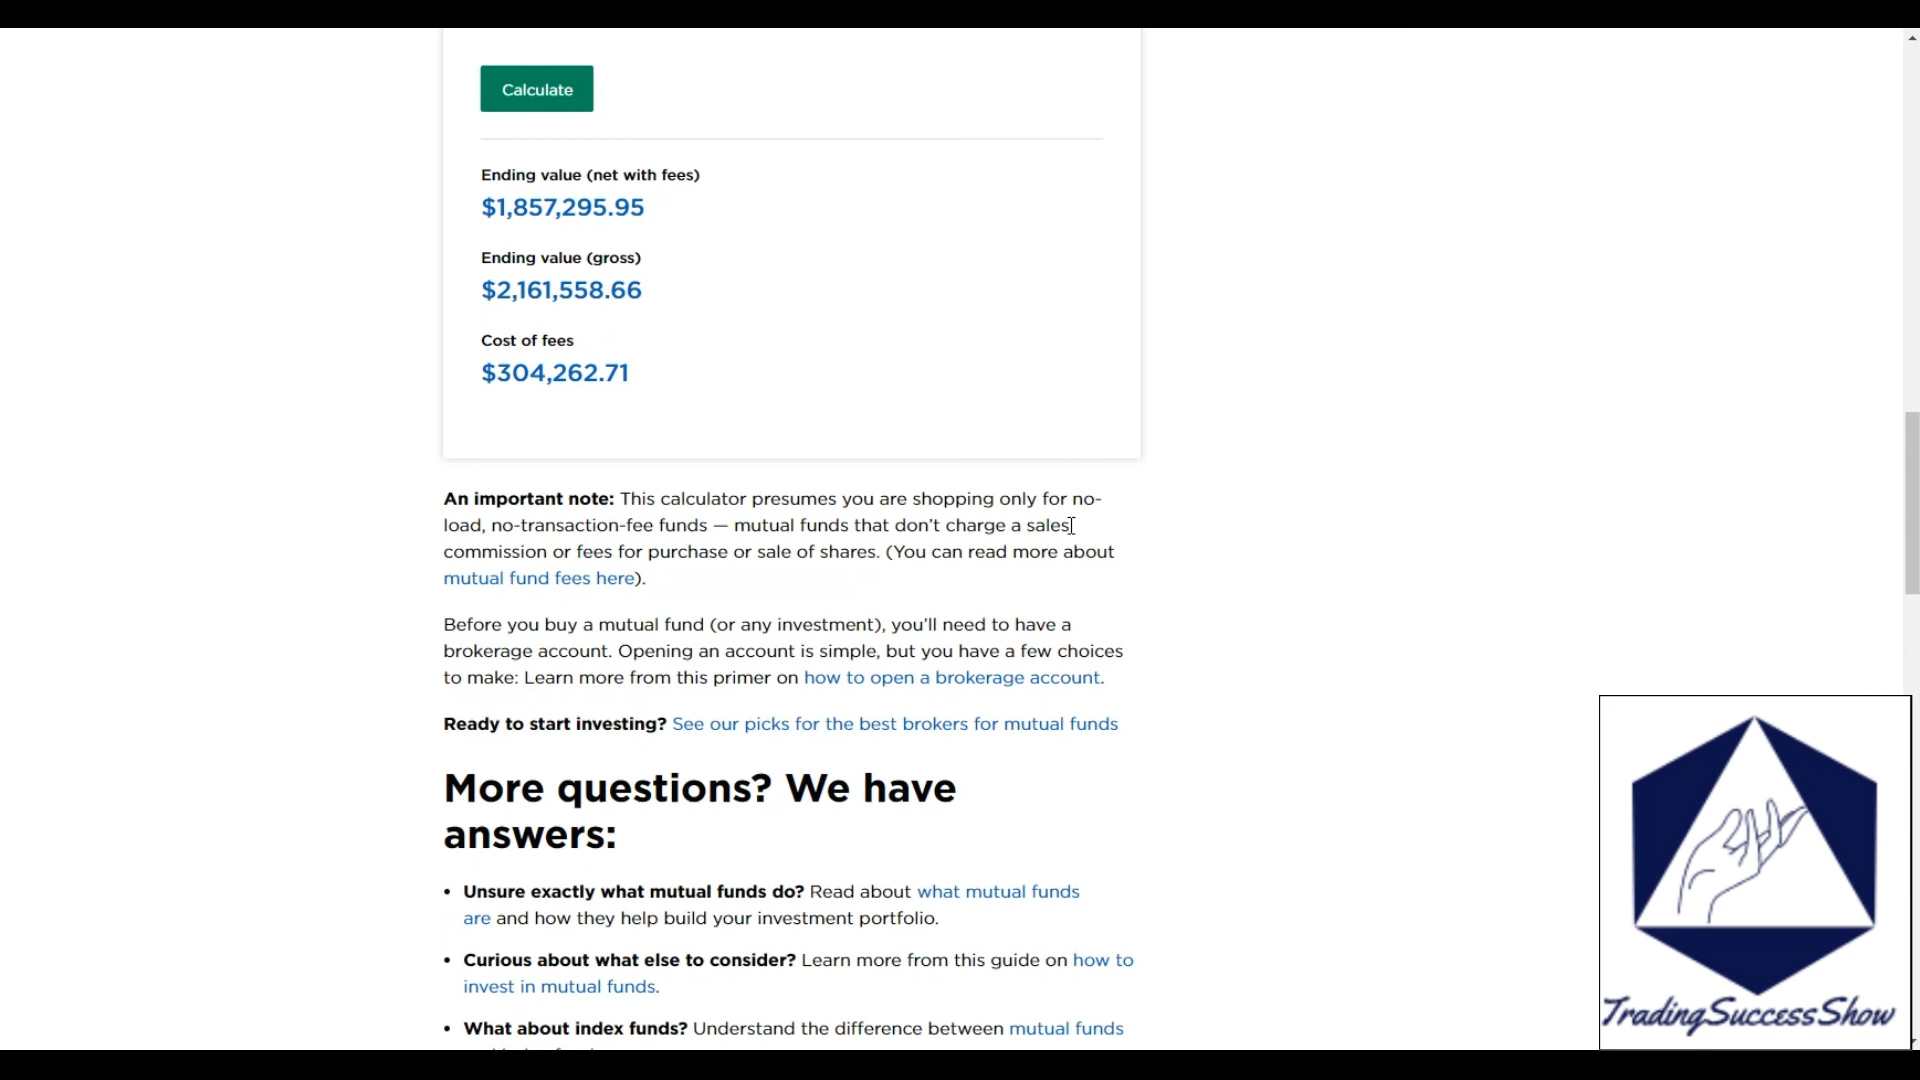 Calculate
Ending value (net with fees)
$1,857,295.95
Ending value (gross)
$2,161,558.66
Cost of fees
$304,262.71
An important note: This calculator presumes you are shopping only for no-
load, no-transaction-fee funds — mutual funds that don’t charge a sales
commission or fees for purchase or sale of shares. (You can read more about
mutual fund fees here).
Before you buy a mutual fund (or any investment), you’ll need to have a
brokerage account. Opening an account is simple, but you have a few choices
to make: Learn more from this primer on how to open a brokerage account.
Ready to start investing? See our picks for the best brokers for mutual funds
More questions? We have
answers:
• Unsure exactly what mutual funds do? Read about what mutual funds
are and how they help build your investment portfolio.
• Curious about what else to consider? Learn more from this guide on how to
invest in mutual funds.
• What about index funds? Understand the difference between mutual funds
TradingSuccessShow